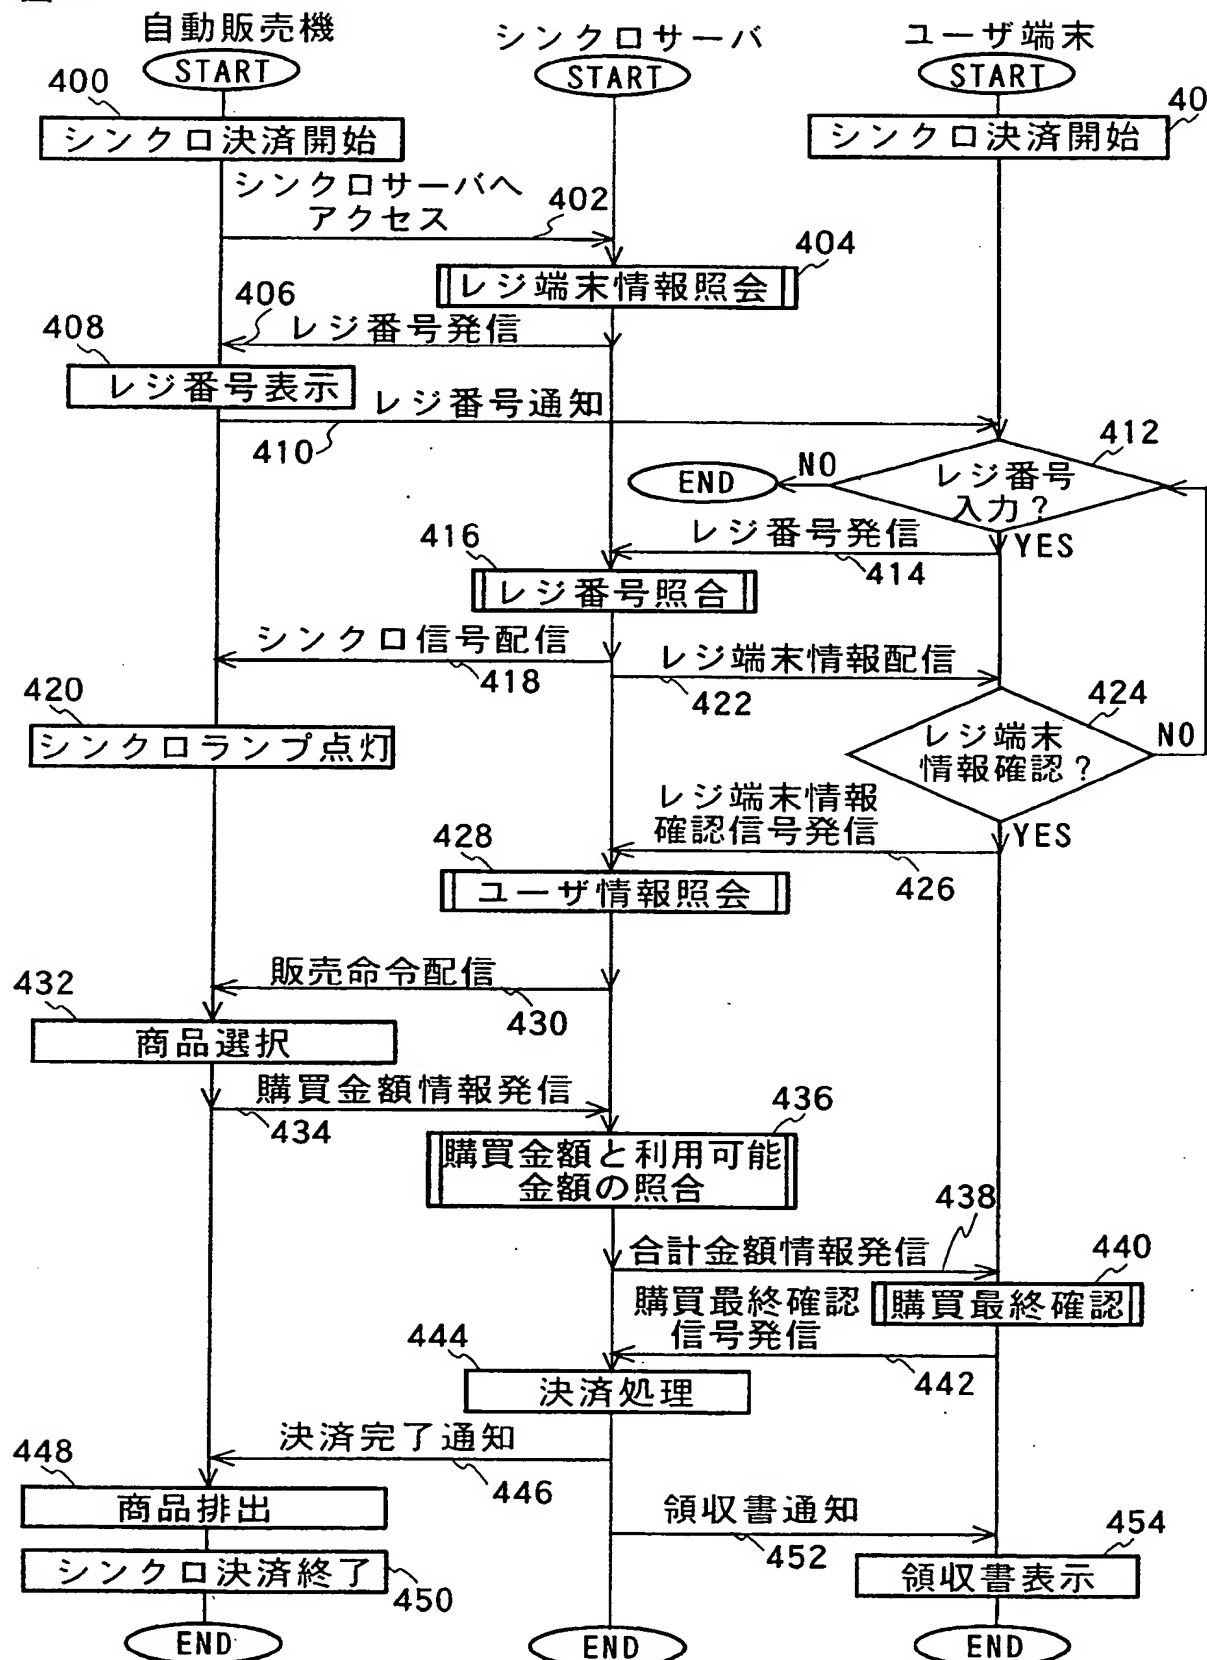 自動販売機
シンクロサーバ
ユーザ端末
START
START
START
400
シンクロ決済開始
40
シンクロ決済開始
シンクロサーバへ
アクセス
402
404
レジ端末情報照会
406
レジ番号発信
408
レジ番号表示
レジ番号通知
410
412
レジ番号
入力?
NO
END
YES
レジ番号発信
414
416
レジ番号照合
シンクロ信号配信
418
レジ端末情報配信
422
420
シンクロランプ点灯
424
レジ端末
情報確認?
NO
YES
レジ端末情報
確認信号発信
426
428
ユーザ情報照会
販売命令配信
430
432
商品選択
購買金額情報発信
434
436
購買金額と利用可能
金額の照合
438
合計金額情報発信
440
購買最終確認
購買最終確認
信号発信
442
444
決済処理
決済完了通知
446
448
商品排出
領収書通知
452
454
領収書表示
シンクロ決済終了
450
END
END
END